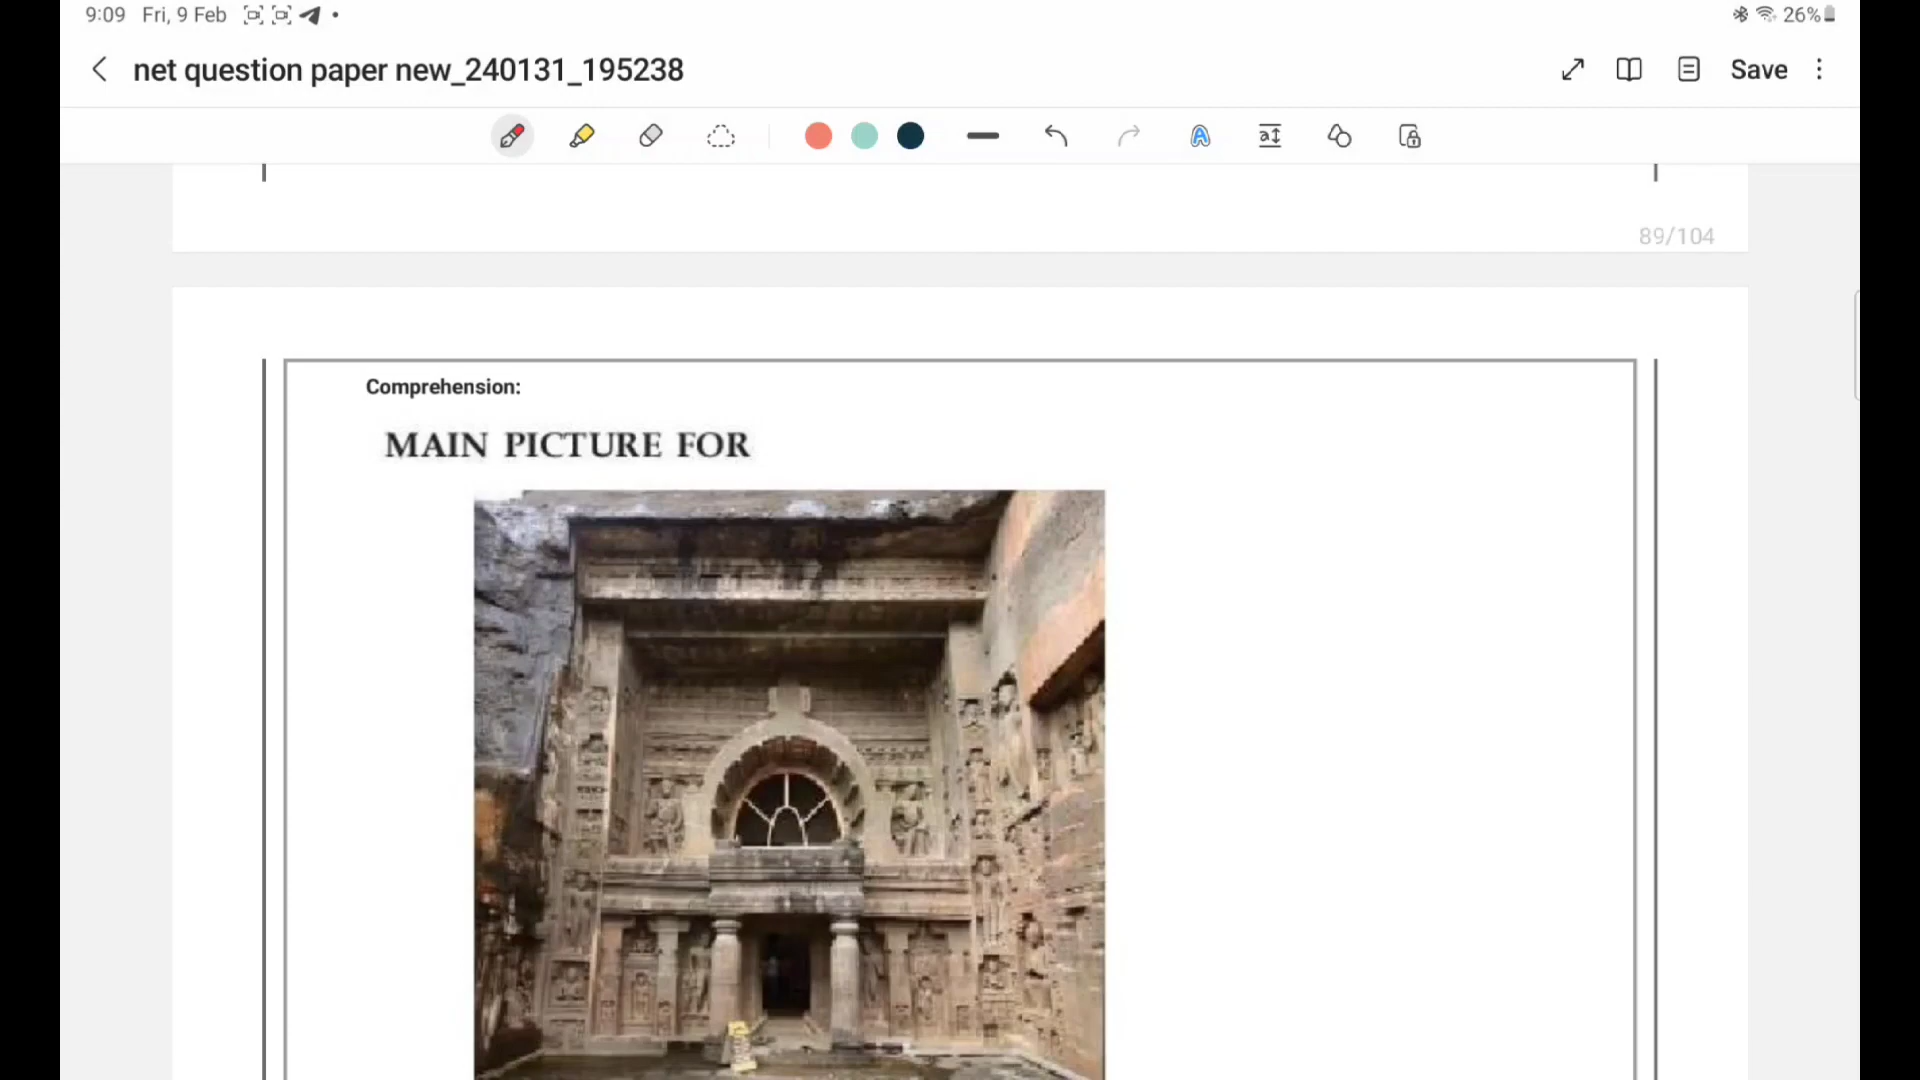 9:09 Fri, 9 Feb
26%
net question paper new_240131_195238
Save
89/104
Comprehension:
MAIN PICTURE FOR